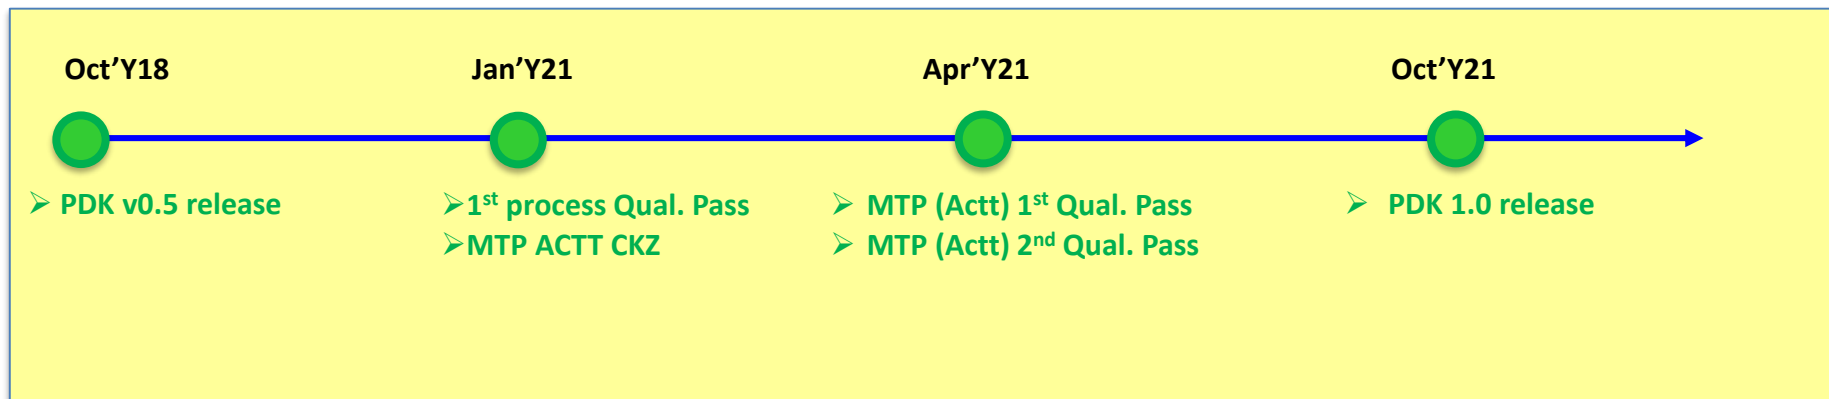 Oct’Y18
Jan’Y21
Apr’Y21
Oct’Y21
➢ PDK v0.5 release
➢1st process Qual. Pass
➢MTP ACTT CKZ
➢ MTP (Actt) 1st Qual. Pass
➢ MTP (Actt) 2nd Qual. Pass
➢ PDK 1.0 release